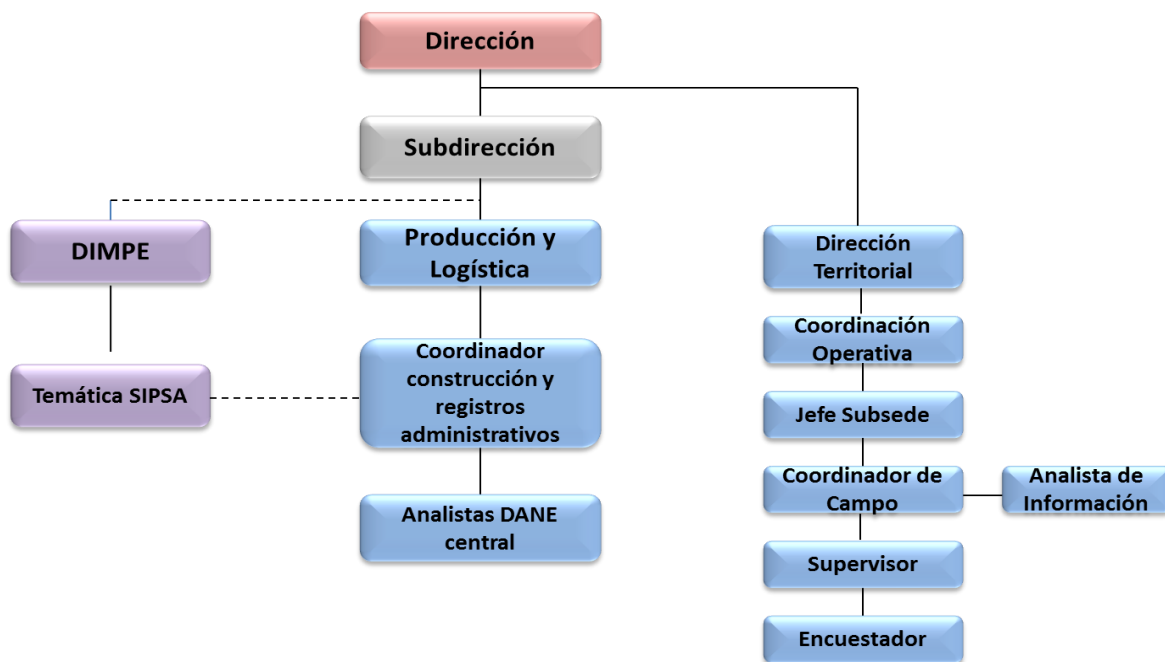 Dirección
Subdirección
DIMPE
Producción y
Logística
Dirección
Territorial
Coordinación
Operativa
Temática SIPSA
Coordinador
construcción y
registros
administrativos
Jefe Subsede
Coordinador de
Campo
Analista de
Información
Analistas DANE
central
Supervisor
Encuestador